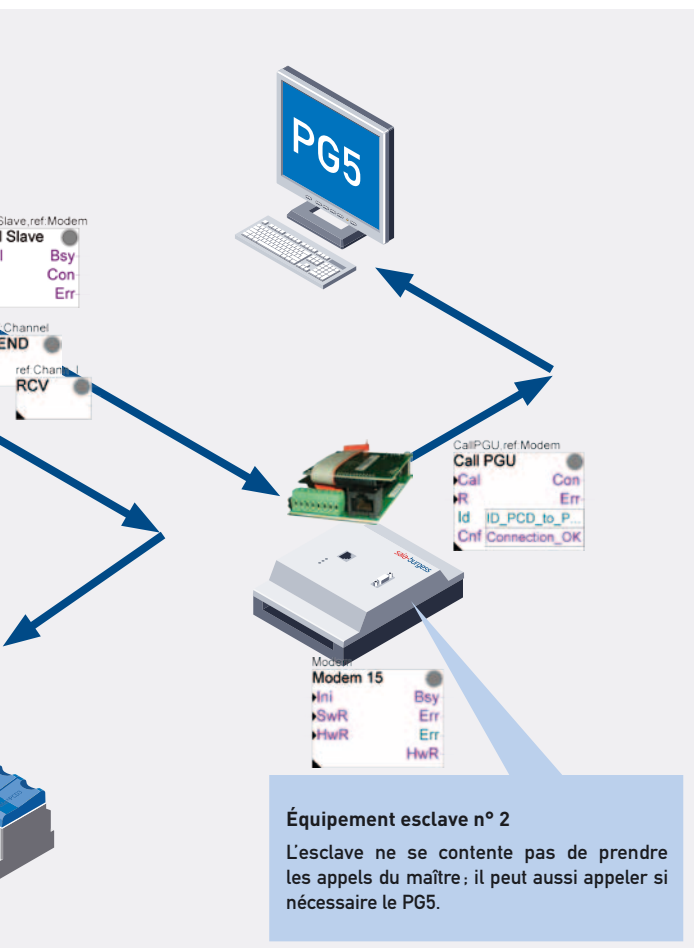 PG5
Slave,ref:Modem
l Slave
l Bsy
Con
Err
:Channel
END
ref:Chan l
RCV
CallPGU,ref:Modem
Call PGU
Cal Con
R Err
Id ID_PCD_to_P...
Cnf Connection_OK
saia-burgess
Modem
Modem 15
Ini Bsy
SwR Err
HwR Err
HwR
Équipement esclave n° 2
L'esclave ne se contente pas de prendre
les appels du maître ; il peut aussi appeler si
nécessaire le PG5.